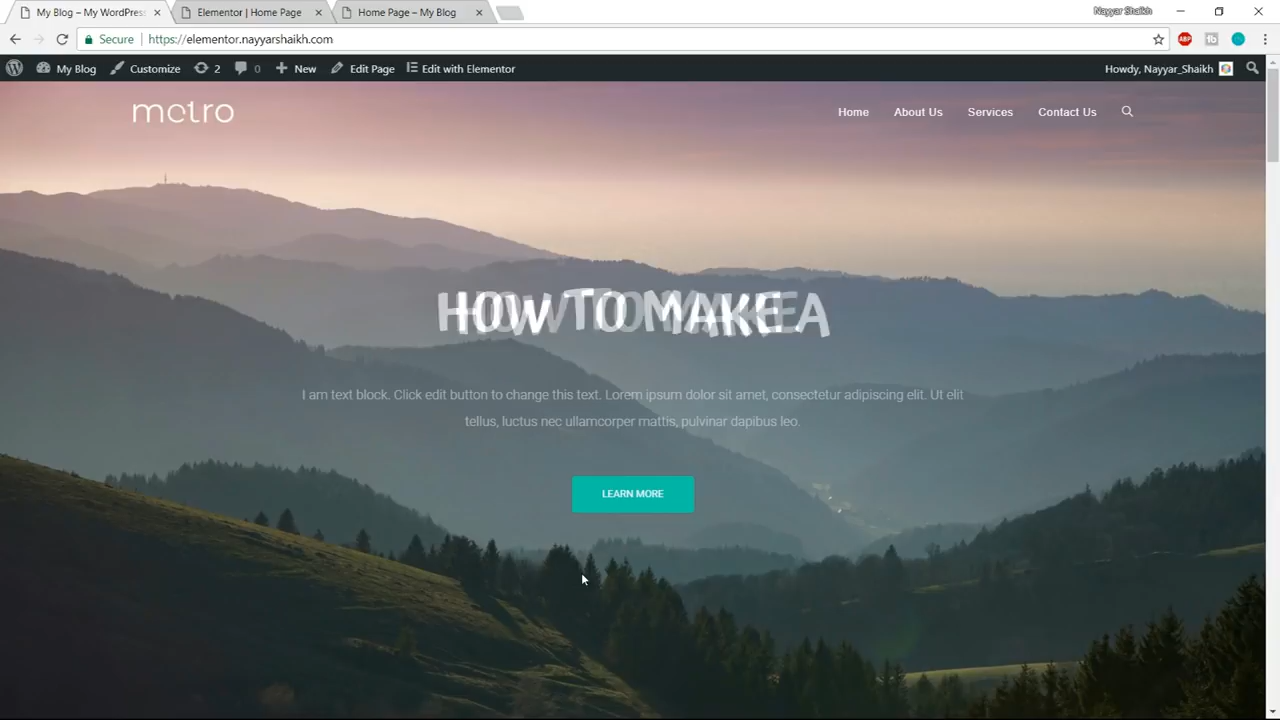 My Blog – My WordPress
Elementor | Home Page
Home Page – My Blog
Nayyar Shaikh
Secure
https://elementor.nayyarshaikh.com
ABP
My Blog
Customize
2
0
New
Edit Page
Edit with Elementor
Howdy, Nayyar_Shaikh
metro
Home
About Us
Services
Contact Us
HOW TO MAKE A
I am text block. Click edit button to change this text. Lorem ipsum dolor sit amet, consectetur adipiscing elit. Ut elit
tellus, luctus nec ullamcorper mattis, pulvinar dapibus leo.
LEARN MORE